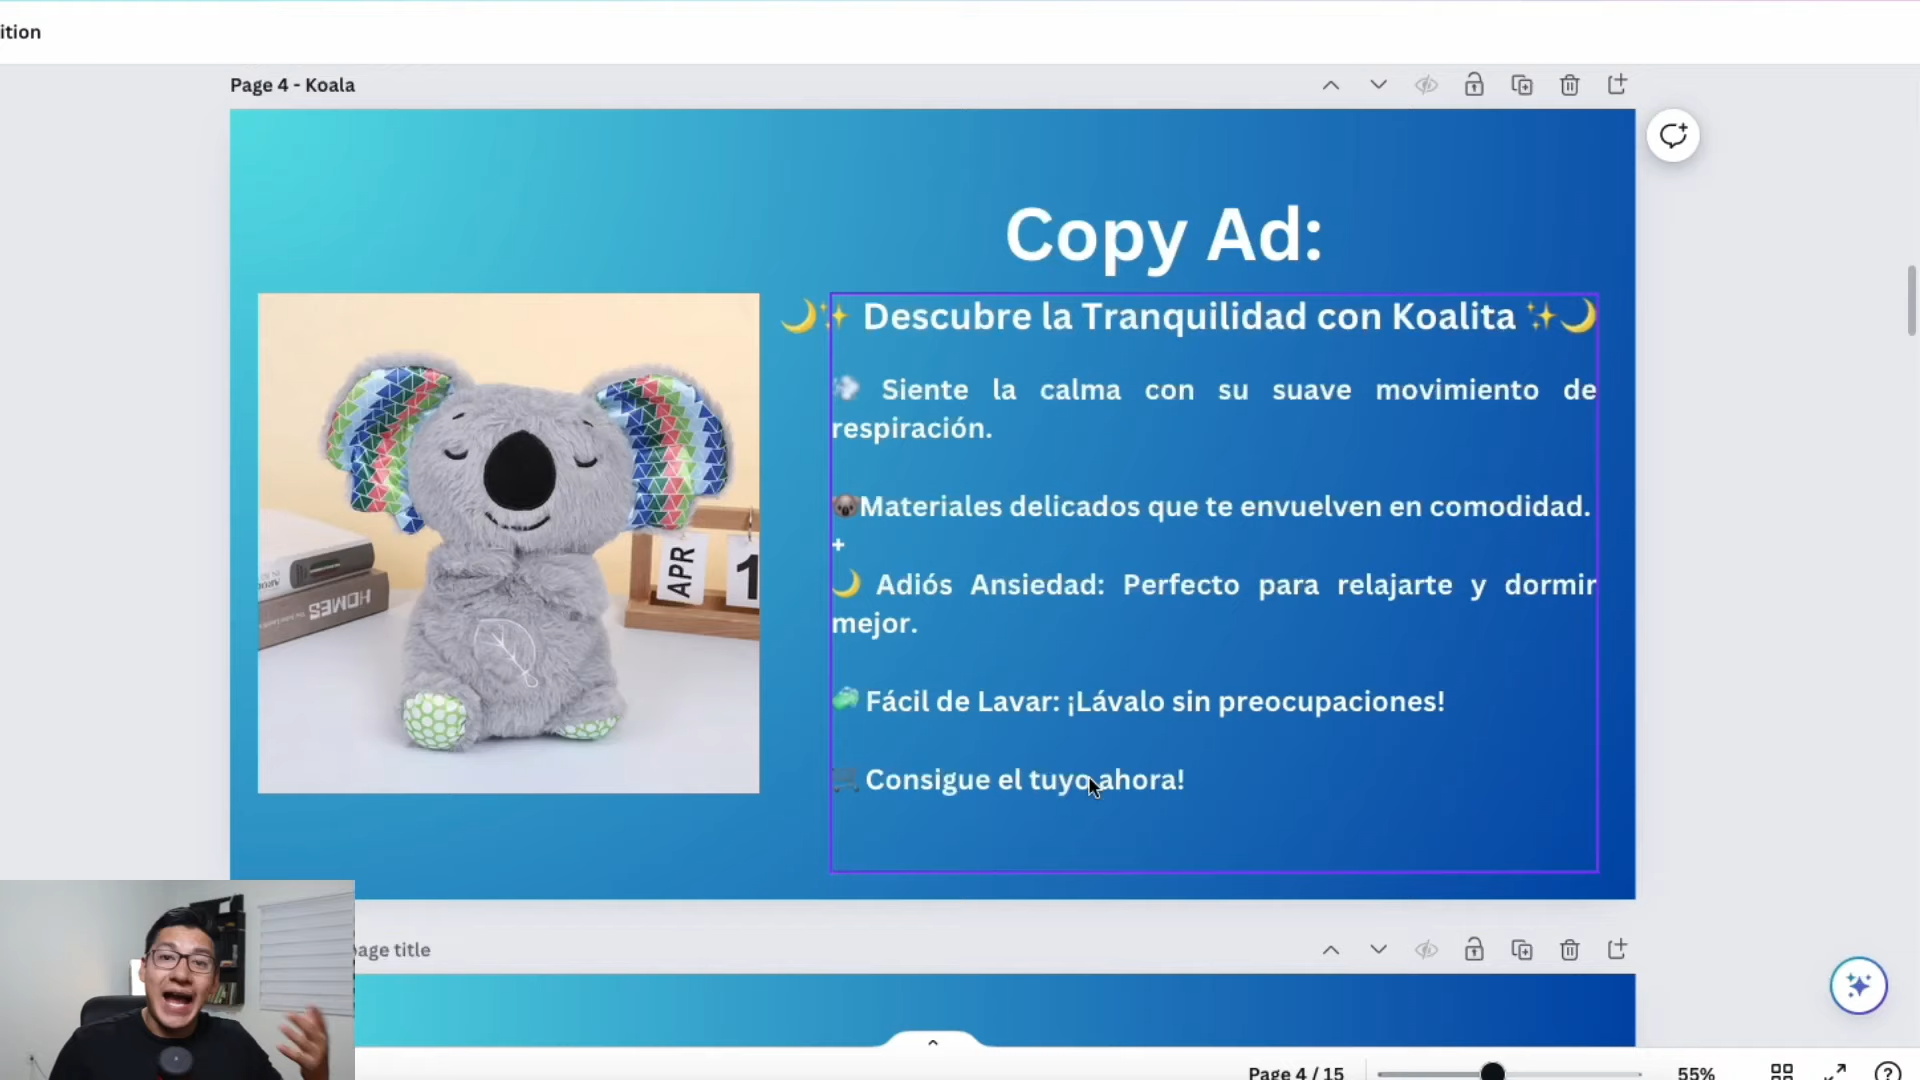 ition
Page 4 - Koala
Copy Ad:
🌙✨ Descubre la Tranquilidad con Koalita ✨🌙
💨 Siente la calma con su suave movimiento de
respiración.
🐨Materiales delicados que te envuelven en comodidad.
+
🌙 Adiós Ansiedad: Perfecto para relajarte y dormir
mejor.
🧼 Fácil de Lavar: ¡Lávalo sin preocupaciones!
🛒 Consigue el tuyo ahora!
HOMES
APR
1
age title
Page 4 / 15
55%